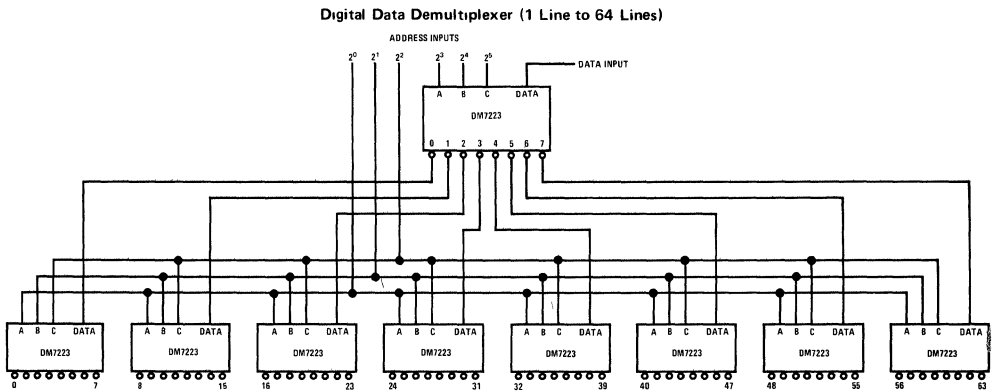 Digital Data Demultiplexer (1 Line to 64 Lines)
ADDRESS INPUTS
2⁰ 2¹ 2² 2³ 2⁴ 2⁵ DATA INPUT
A B C DATA
DM7223
0 1 2 3 4 5 6 7
A B C DATA A B C DATA A B C DATA A B C DATA A B C DATA A B C DATA A B C DATA A B C DATA
DM7223 DM7223 DM7223 DM7223 DM7223 DM7223 DM7223 DM7223
0 7 8 15 16 23 24 31 32 39 40 47 48 55 56 63